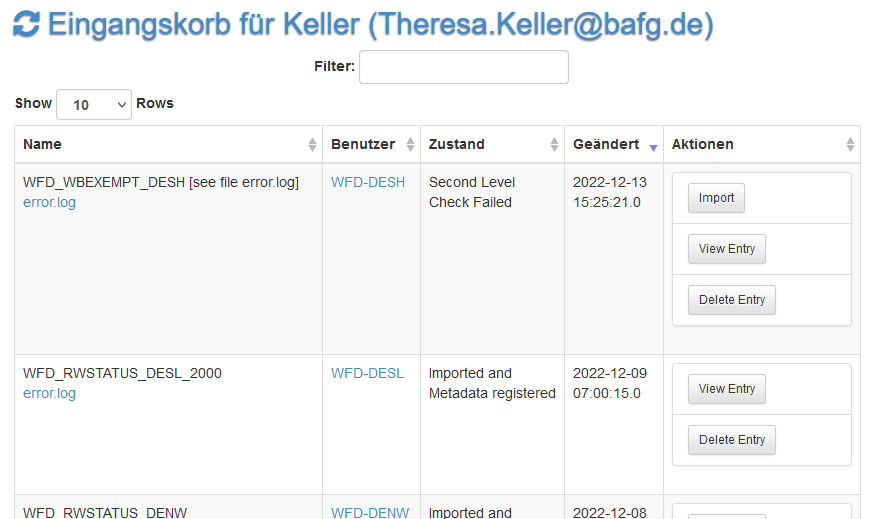 Eingangskorb für Keller (Theresa.Keller@bafg.de)
Filter:
Show 10 Rows
Name Benutzer Zustand Geändert Aktionen
WFD_WBEXEMPT_DESH [see file error.log] WFD-DESH Second Level 2022-12-13 Import
error.log Check Failed 15:25:21.0
View Entry
Delete Entry
WFD_RWSTATUS_DESL_2000 WFD-DESL Imported and 2022-12-09 View Entry
error.log Metadata registered 07:00:15.0
Delete Entry
WFD_RWSTATUS_DENW WFD-DENW Imported and 2022-12-08